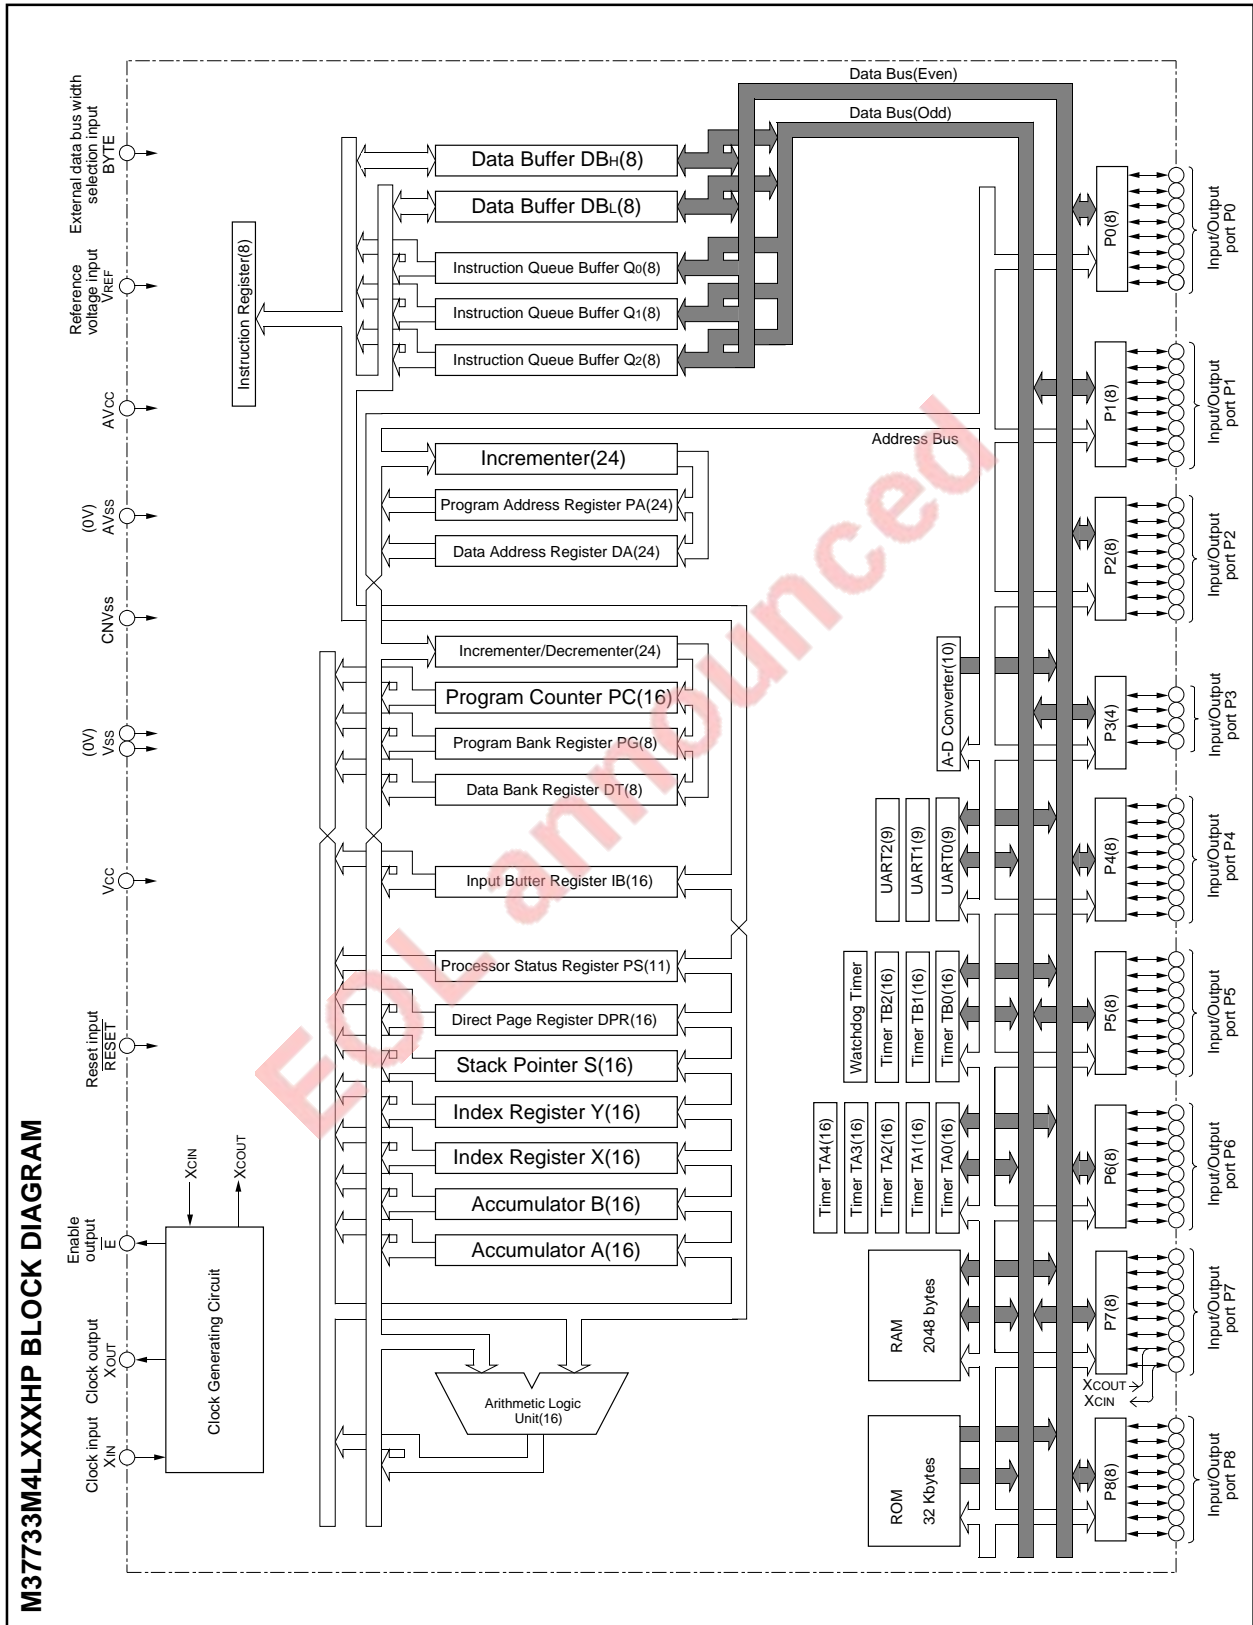 M37733M4LXXXHP BLOCK DIAGRAM
External data bus width
selection input
BYTE
Reference
voltage input
VREF
AVCC
(0V)
AVSS
CNVSS
(0V)
VSS
VCC
Reset input
RESET
Enable
output
E
Clock output
XOUT
Clock input
XIN
XCIN
XCOUT
Clock Generating Circuit
Instruction Register(8)
Data Buffer DBH(8)
Data Buffer DBL(8)
Instruction Queue Buffer Q0(8)
Instruction Queue Buffer Q1(8)
Instruction Queue Buffer Q2(8)
Incrementer(24)
Program Address Register PA(24)
Data Address Register DA(24)
Incrementer/Decrementer(24)
Program Counter PC(16)
Program Bank Register PG(8)
Data Bank Register DT(8)
Input Butter Register IB(16)
Processor Status Register PS(11)
Direct Page Register DPR(16)
Stack Pointer S(16)
Index Register Y(16)
Index Register X(16)
Accumulator B(16)
Accumulator A(16)
Arithmetic Logic
Unit(16)
Data Bus(Even)
Data Bus(Odd)
Address Bus
A-D Converter(10)
UART2(9)
UART1(9)
UART0(9)
Watchdog Timer
Timer TB2(16)
Timer TB1(16)
Timer TB0(16)
Timer TA4(16)
Timer TA3(16)
Timer TA2(16)
Timer TA1(16)
Timer TA0(16)
RAM
2048 bytes
ROM
32 Kbytes
P0(8)
Input/Output
port P0
P1(8)
Input/Output
port P1
P2(8)
Input/Output
port P2
P3(4)
Input/Output
port P3
P4(8)
Input/Output
port P4
P5(8)
Input/Output
port P5
P6(8)
Input/Output
port P6
P7(8)
Input/Output
port P7
XCOUT
XCIN
P8(8)
Input/Output
port P8
EOL announced